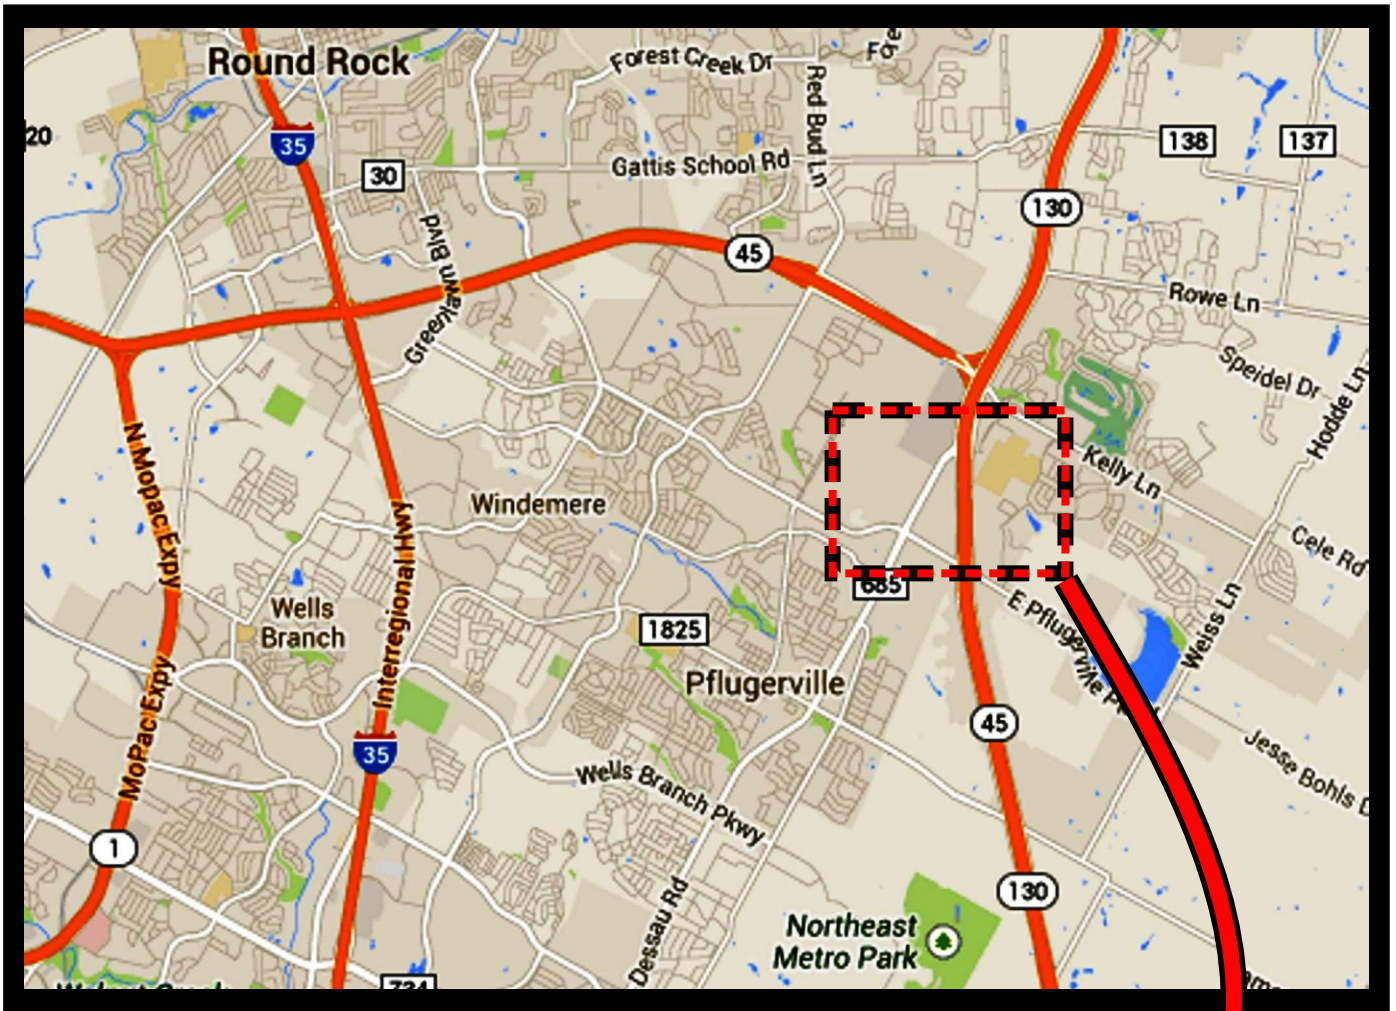 Round Rock
Forest Creek Dr
Fore
Red Bud Ln
20
35
30
Gattis School Rd
138
137
130
Greenlawn Blvd
45
Rowe Ln
Speidel Dr
Hodde Ln
Kelly Ln
N Mopac Expy
Windemere
Interregional Hwy
Cele Rd
685
Wells
Branch
1825
E Pflugerville
Weiss Ln
Pflugerville
MoPac Expy
35
45
Jesse Bohls D
Wells Branch Pkwy
1
130
Dessau Rd
Northeast
Metro Park
734